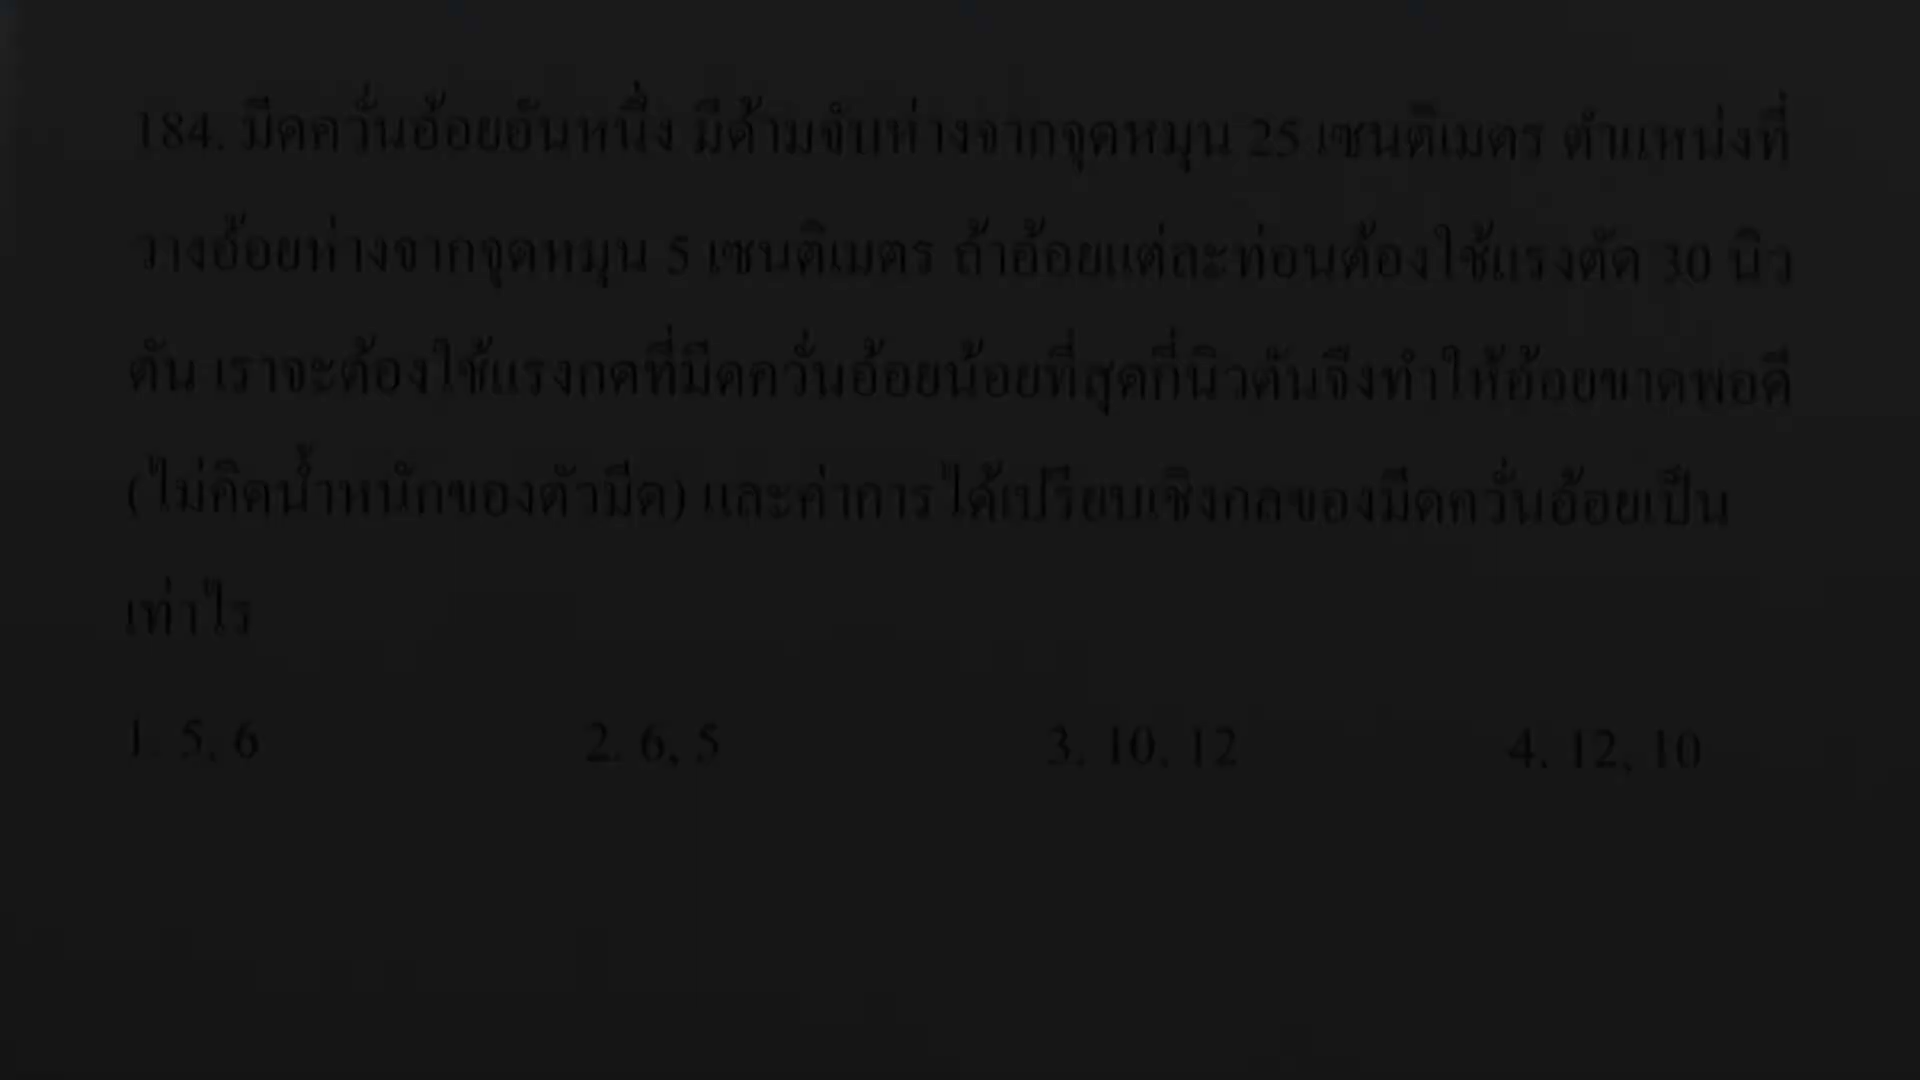 184. มีดควั่นอ้อยอันหนึ่ง มีด้ามจับห่างจากจุดหมุน 25 เซนติเมตร ตำแหน่งที่
วางอ้อยห่างจากจุดหมุน 5 เซนติเมตร ถ้าอ้อยแต่ละท่อนต้องใช้แรงตัด 30 นิว
ตัน เราจะต้องใช้แรงกดที่มีดควั่นอ้อยน้อยที่สุดกี่นิวตันจึงทำให้อ้อยขาดพอดี
(ไม่คิดน้ำหนักของตัวมีด) และค่าการได้เปรียบเชิงกลของมีดควั่นอ้อยเป็น
เท่าไร
1. 5, 6 2. 6, 5 3. 10, 12 4. 12, 10